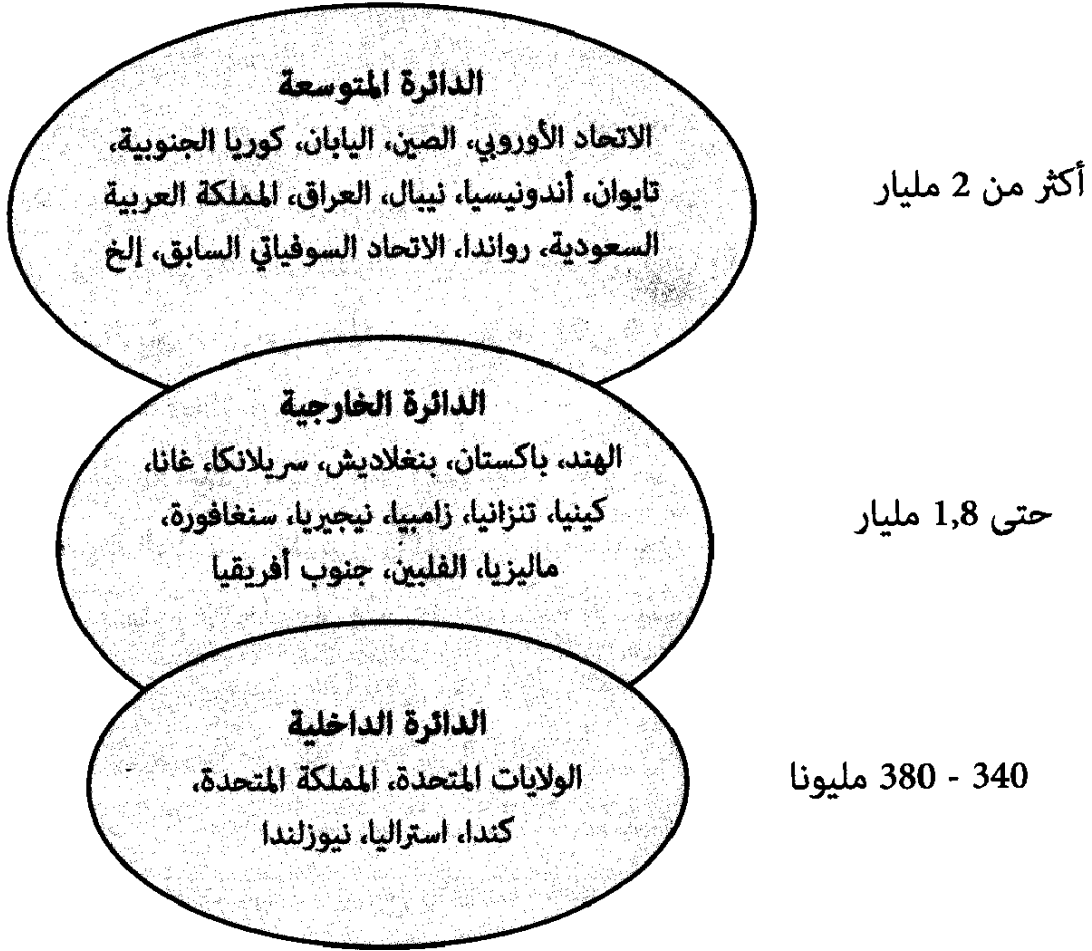 الدائرة المتوسعة
الاتحاد الأوروبي، الصين، اليابان، كوريا الجنوبية،
تايوان، أندونيسيا، نيبال، العراق، المملكة العربية
السعودية، رواندا، الاتحاد السوفياتي السابق، إلخ
أكثر من 2 مليار
الدائرة الخارجية
الهند، باكستان، بنغلاديش، سريلانكا، غانا،
كينيا، تنزانيا، زامبيا، نيجيريا، سنغافورة،
ماليزيا، الفلبين، جنوب أفريقيا
حتى 1,8 مليار
الدائرة الداخلية
الولايات المتحدة، المملكة المتحدة،
كندا، استراليا، نيوزلندا
340 - 380 مليونا